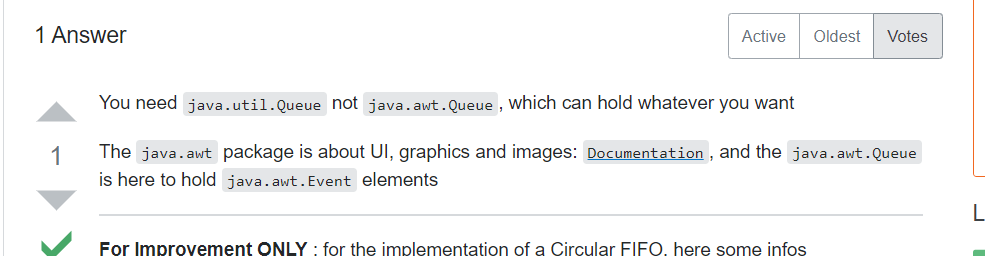 1 Answer
Active Oldest Votes
You need java.util.Queue not java.awt.Queue, which can hold whatever you want
1
The java.awt package is about UI, graphics and images: Documentation, and the java.awt.Queue
is here to hold java.awt.Event elements
For Improvement ONLY : for the implementation of a Circular FIFO, here some infos
L